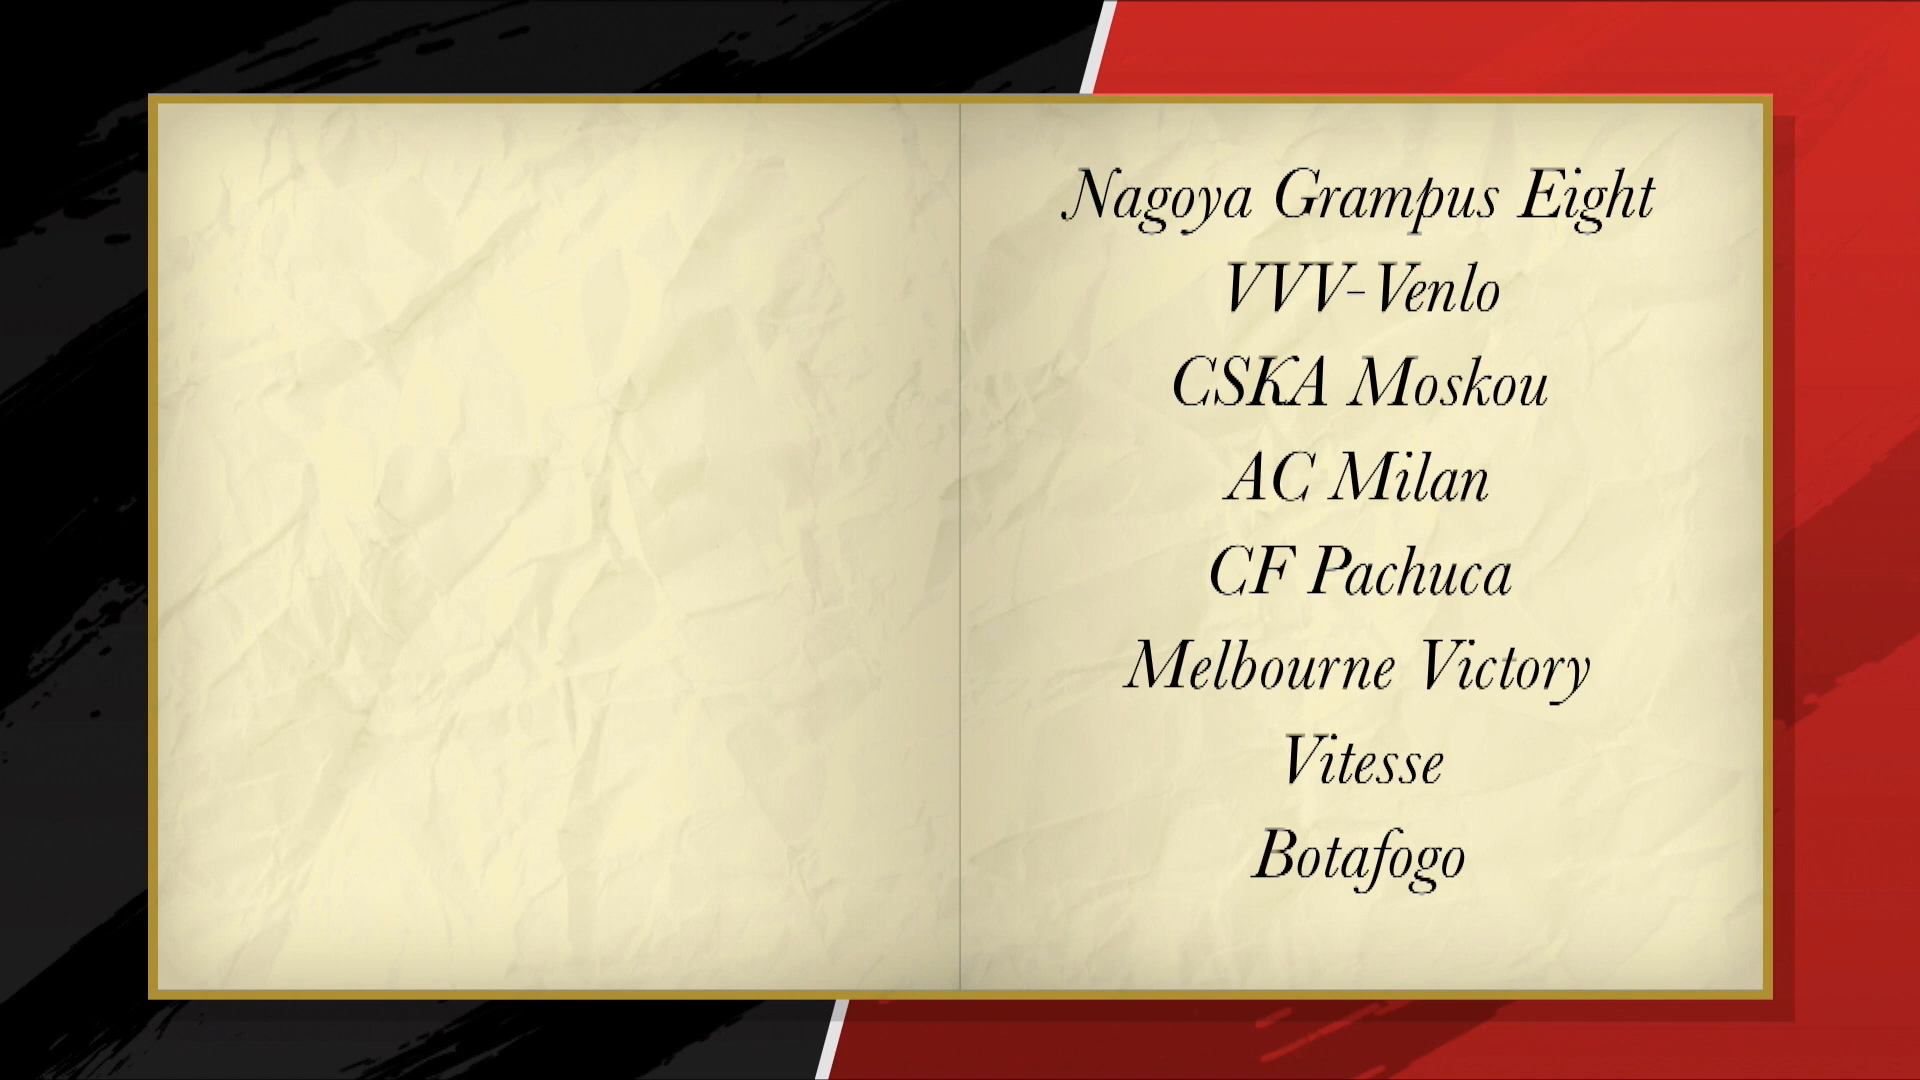 Nagoya Grampus Eight
VVV-Venlo
CSKA Moskou
AC Milan
CF Pachuca
Melbourne Victory
Vitesse
Botafogo